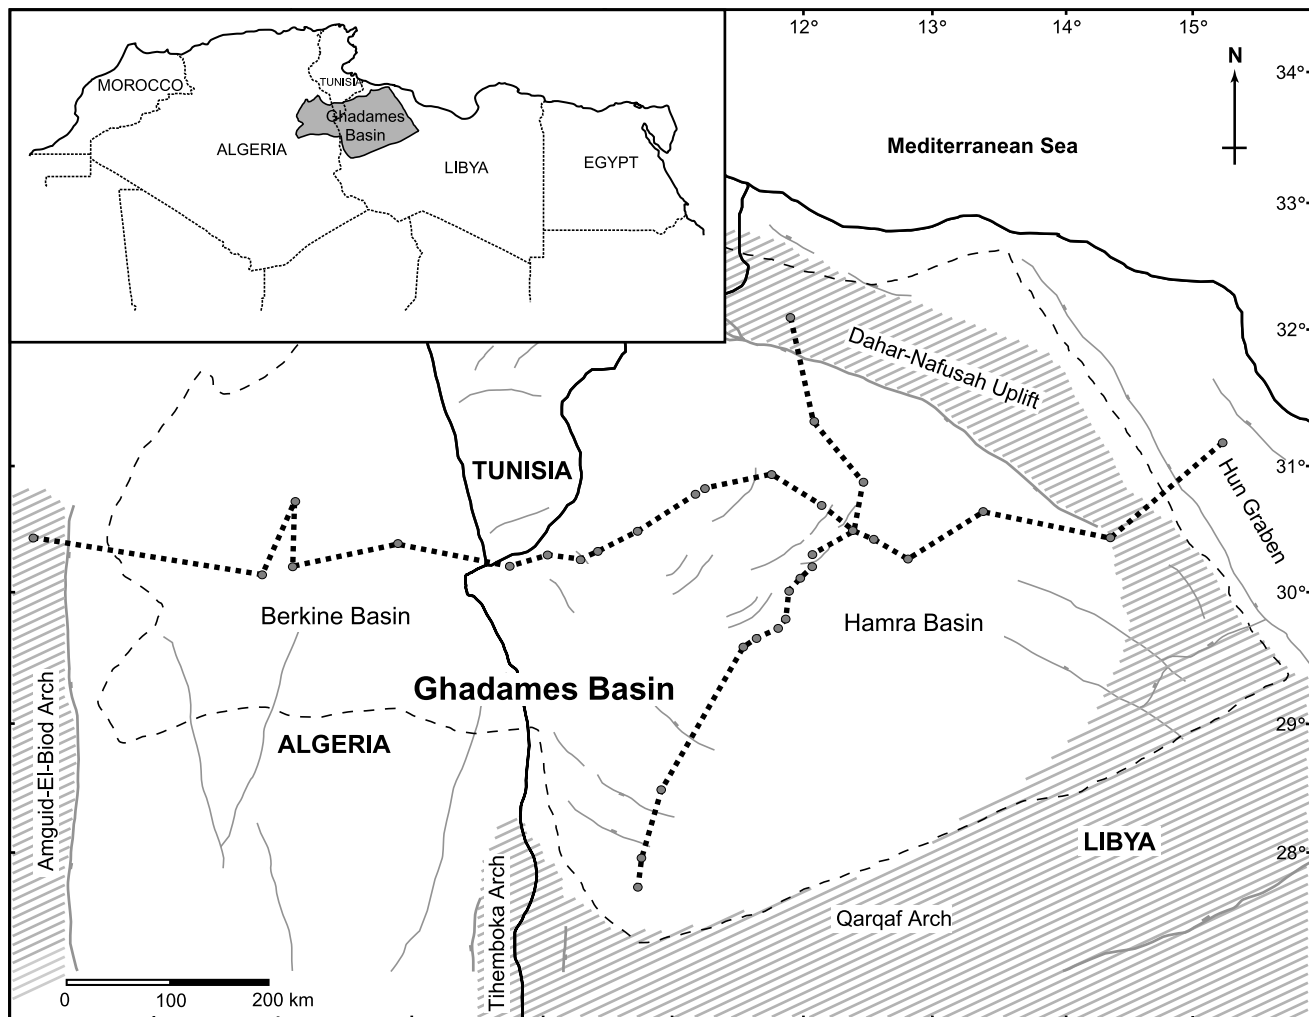 12°
13°
14°
15°
N
34°
MOROCCO
TUNISIA
Ghadames
Basin
ALGERIA
LIBYA
EGYPT
Mediterranean Sea
33°
32°
Dahar-Nafusah Uplift
31°
TUNISIA
Hun Graben
30°
Berkine Basin
Hamra Basin
Ghadames Basin
29°
ALGERIA
Amguid-El-Biod Arch
LIBYA
28°
Tihemboka Arch
Qarqaf Arch
0
100
200 km